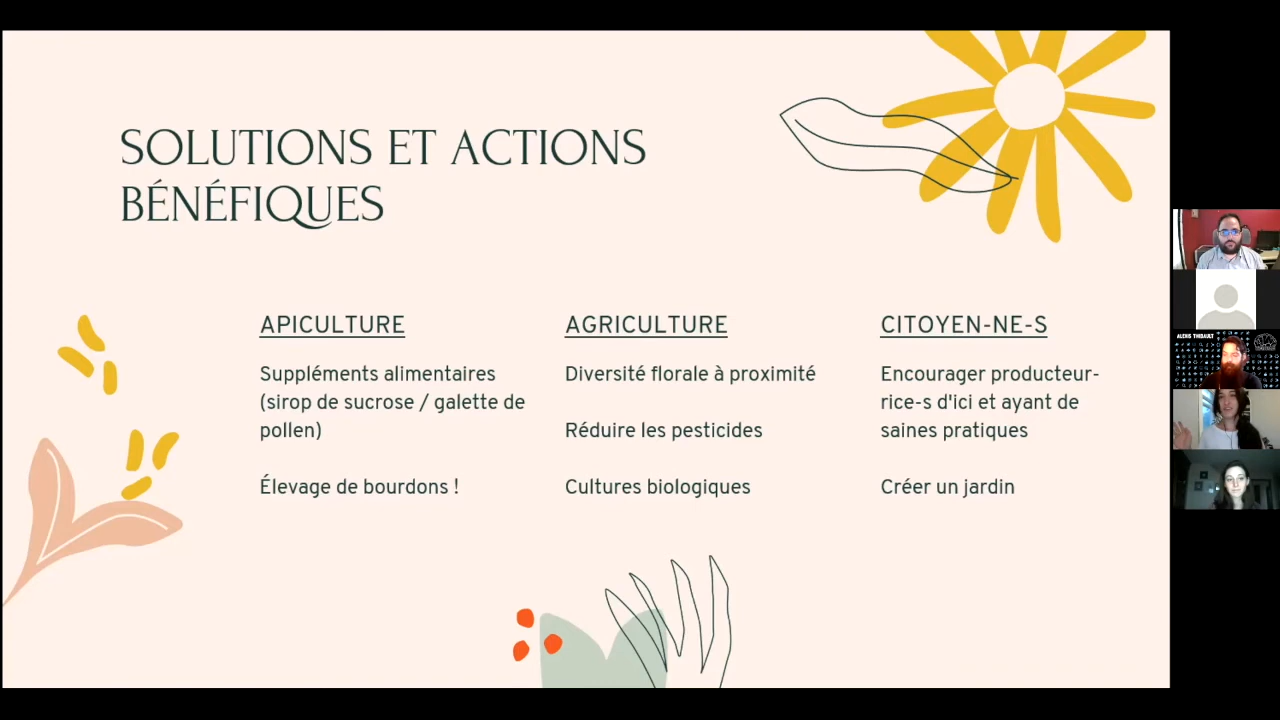 SOLUTIONS ET ACTIONS
BÉNÉFIQUES
APICULTURE
Suppléments alimentaires
(sirop de sucrose / galette de
pollen)
Élevage de bourdons !
AGRICULTURE
Diversité florale à proximité
Réduire les pesticides
Cultures biologiques
CITOYEN-NE-S
Encourager producteur-
rice-s d'ici et ayant de
saines pratiques
Créer un jardin
ALEXIS THIBAULT